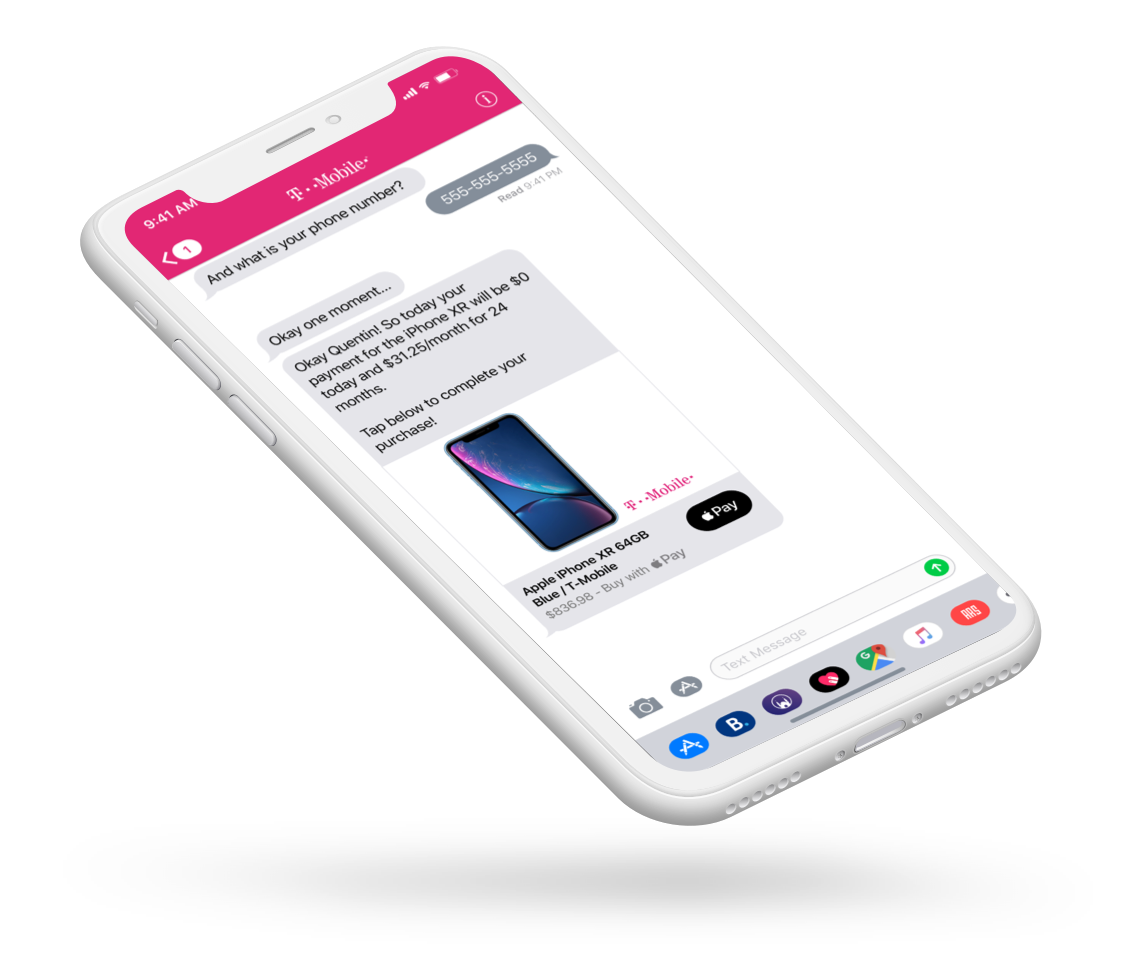 9:41 AM
1
T··Mobile·
And what is your phone number?
555-555-5555
Read 9:41 PM
Okay one moment...
Okay Quentin! So today your
payment for the iPhone XR will be $0
today and $31.25/month for 24
months.
Tap below to complete your
purchase!
T··Mobile·
Apple iPhone XR 64GB
Blue / T-Mobile
$836.98 - Buy with Pay
Pay
Text Message
B.
G